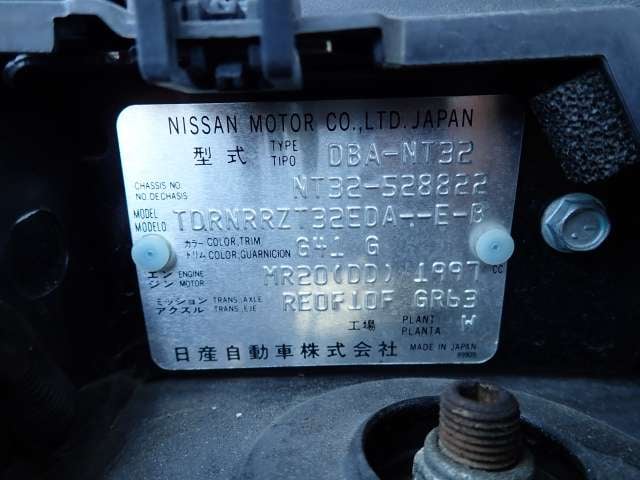 NISSAN MOTOR CO.,LTD.JAPAN
型式 TYPE TIPO DBA-NT32
CHASSIS NO. NO DE CHASIS NT32-528822
MODEL MODELO TDRNRRZT32EDA--E-B
カラー COLOR,TRIM トリム COLOR,GUARNICION G41 G
エンジン ENGINE MOTOR MR20(DD) 1997 CC
ミッション TRANS.,AXLE アクスル TRANS.,EJE RE0F10F GR63
工場 PLANT PLANTA W
日産自動車株式会社 MADE IN JAPAN